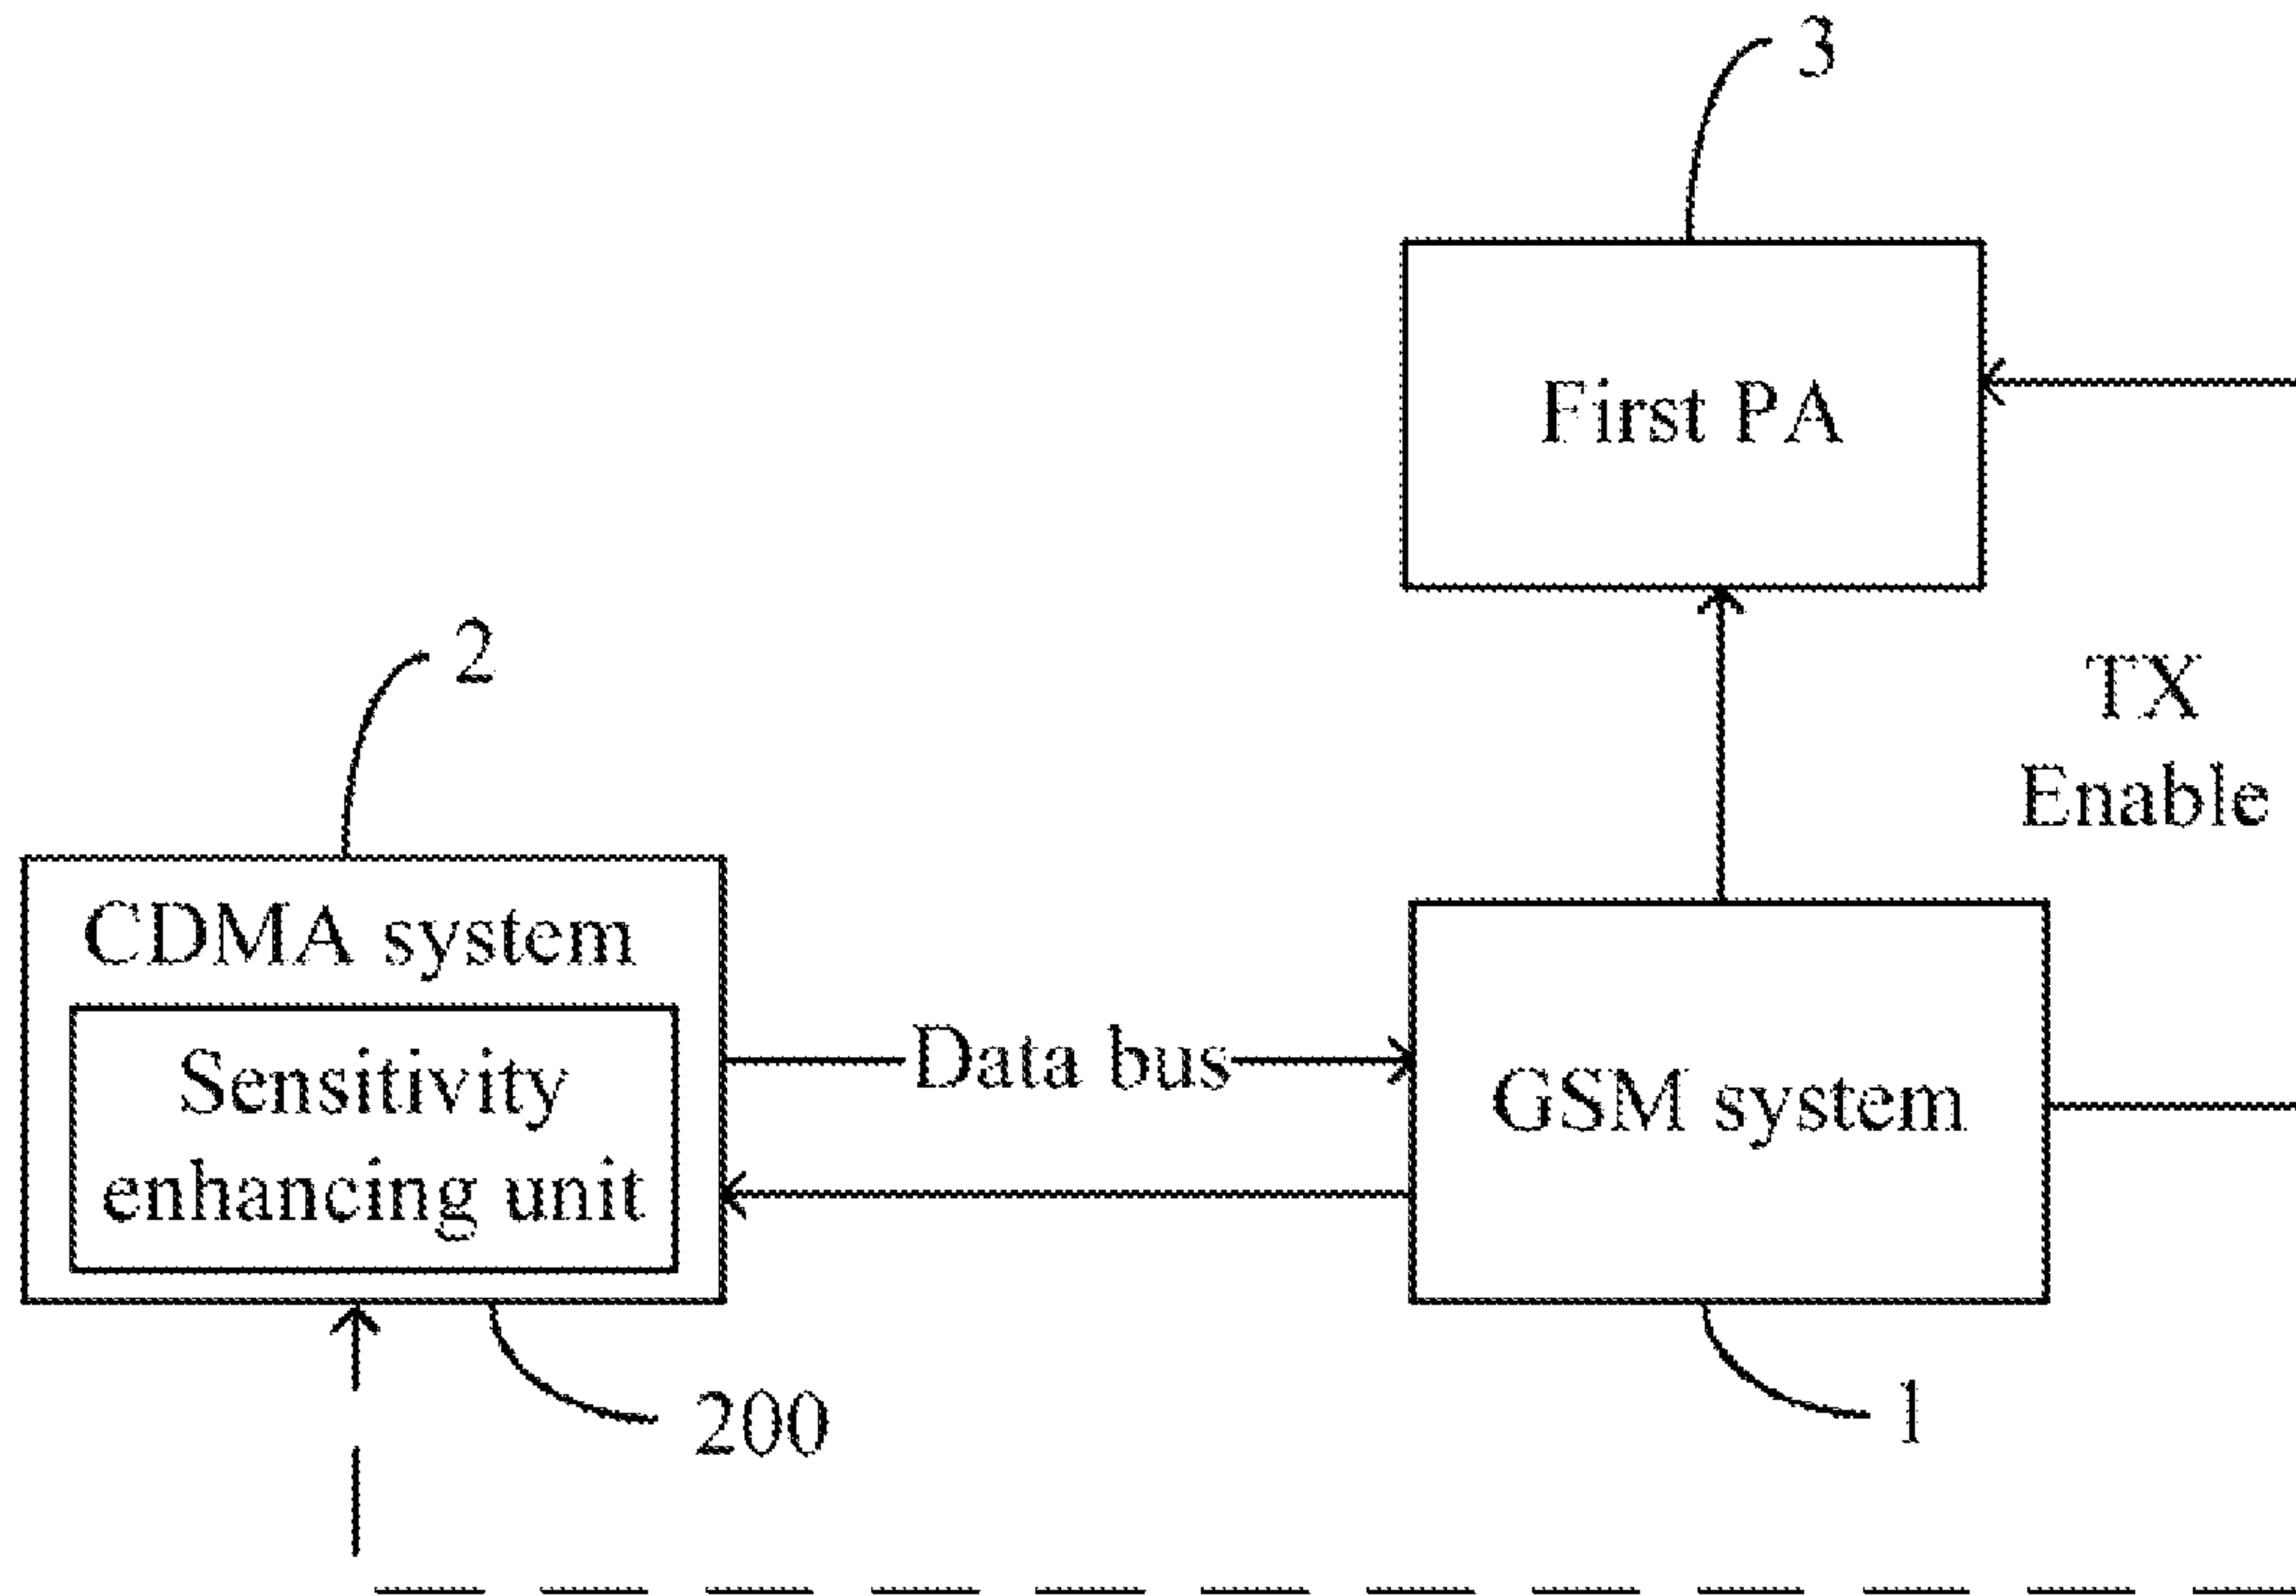 3
First PA
2
TX
Enable
CDMA system
Sensitivity
enhancing unit
Data bus
GSM system
200
1